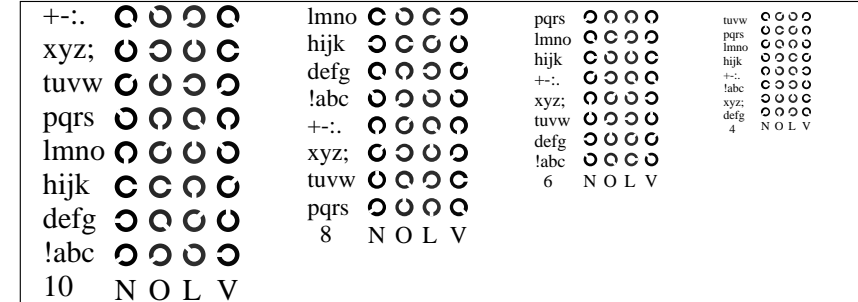 +-:.
xyz;
tuvw
pqrs
lmno
hijk
defg
!abc
10 N O L V
lmno
hijk
defg
!abc
+-:.
xyz;
tuvw
pqrs
8 N O L V
pqrs
lmno
hijk
+-:.
xyz;
tuvw
defg
!abc
6 N O L V
tuvw
pqrs
lmno
hijk
+-:.
!abc
xyz;
defg
4 N O L V